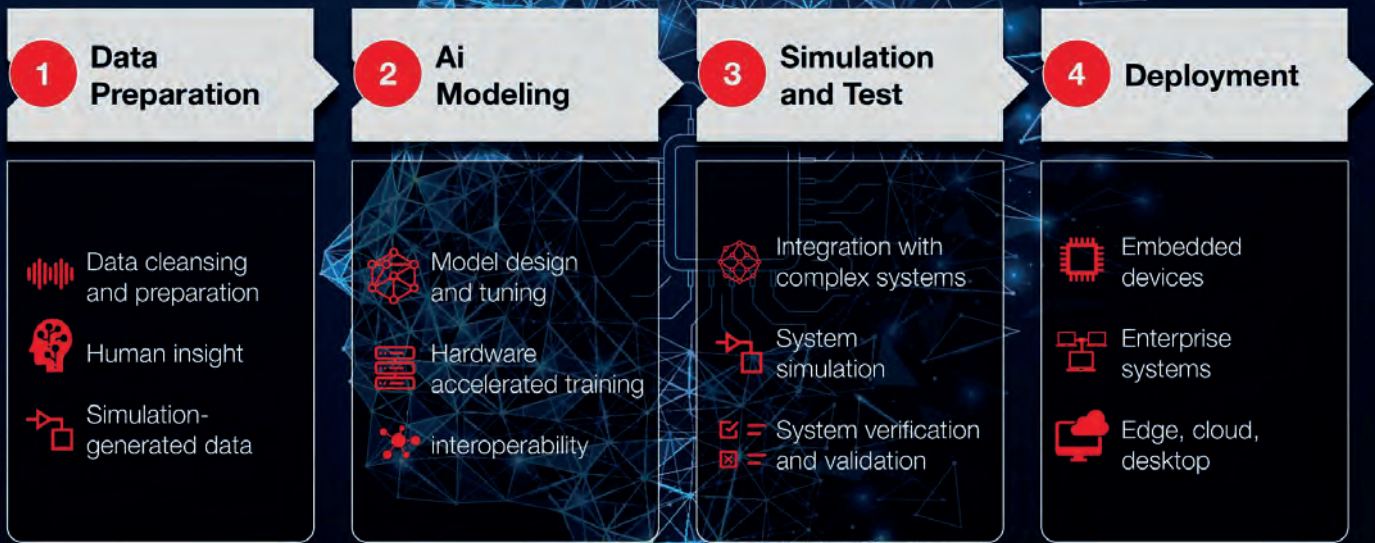 1
Data
Preparation
Data cleansing
and preparation
Human insight
Simulation-
generated data
2
Ai
Modeling
Model design
and tuning
Hardware
accelerated training
interoperability
3
Simulation
and Test
Integration with
complex systems
System
simulation
System verification
and validation
4
Deployment
Embedded
devices
Enterprise
systems
Edge, cloud,
desktop